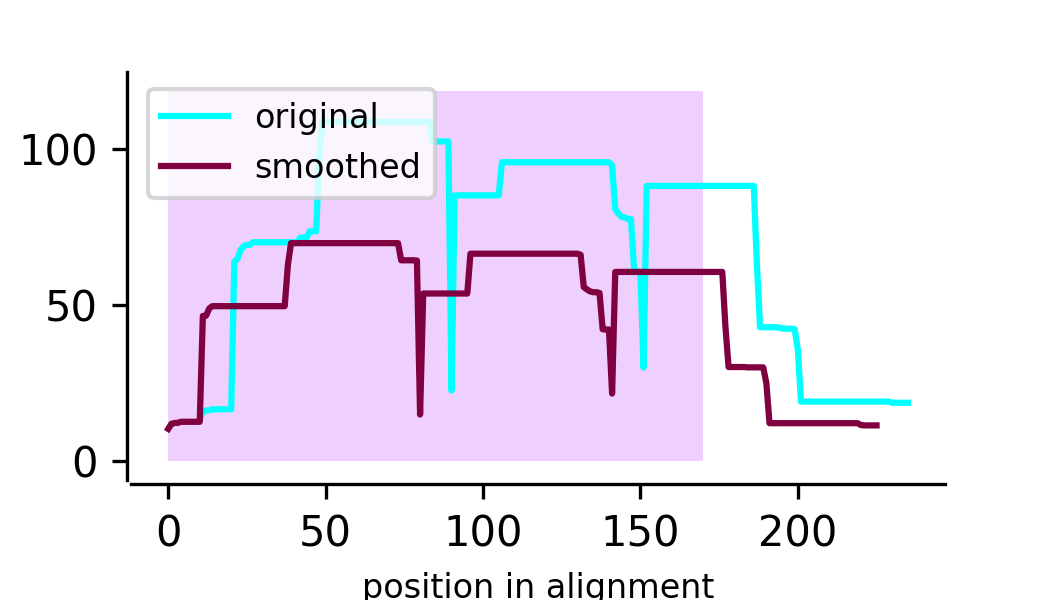 original
smoothed
100
50
0
0 50 100 150 200
position in alignment